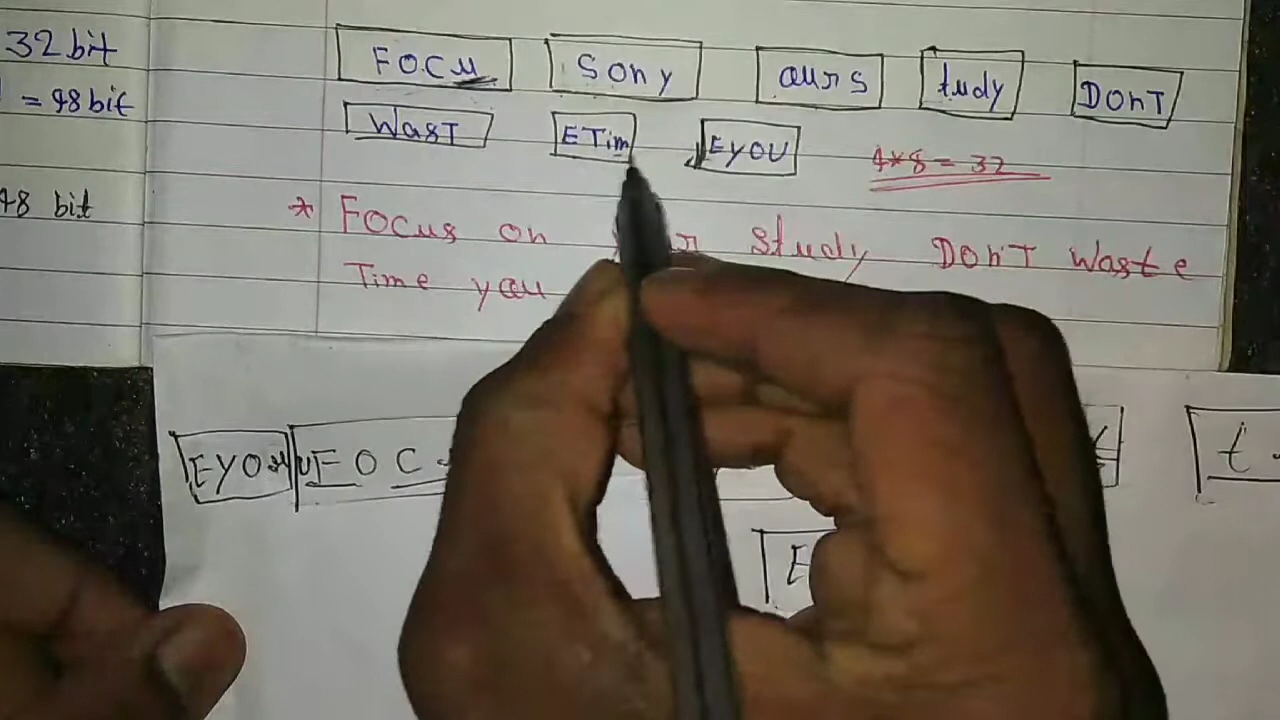 32 bit
= 48 bit
48 bit
FOCU Sony ours tudy DONT
WasT ETim EyOU 4*8=32
* Focus on study DonT waste
Time you
EYOU FOC
t
E